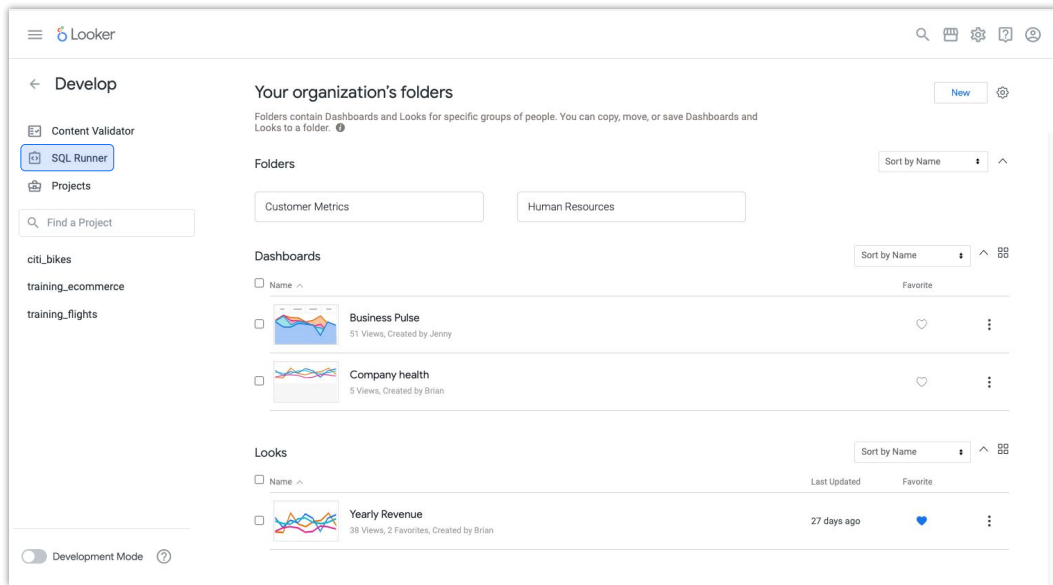 Looker
Develop
Content Validator
SQL Runner
Projects
Find a Project
citi_bikes
training_ecommerce
training_flights
Development Mode
Your organization's folders
New
Folders contain Dashboards and Looks for specific groups of people. You can copy, move, or save Dashboards and
Looks to a folder.
Folders
Sort by Name
Customer Metrics
Human Resources
Dashboards
Sort by Name
Name
Favorite
Business Pulse
51 Views, Created by Jenny
Company health
5 Views, Created by Brian
Looks
Sort by Name
Name
Last Updated
Favorite
Yearly Revenue
38 Views, 2 Favorites, Created by Brian
27 days ago